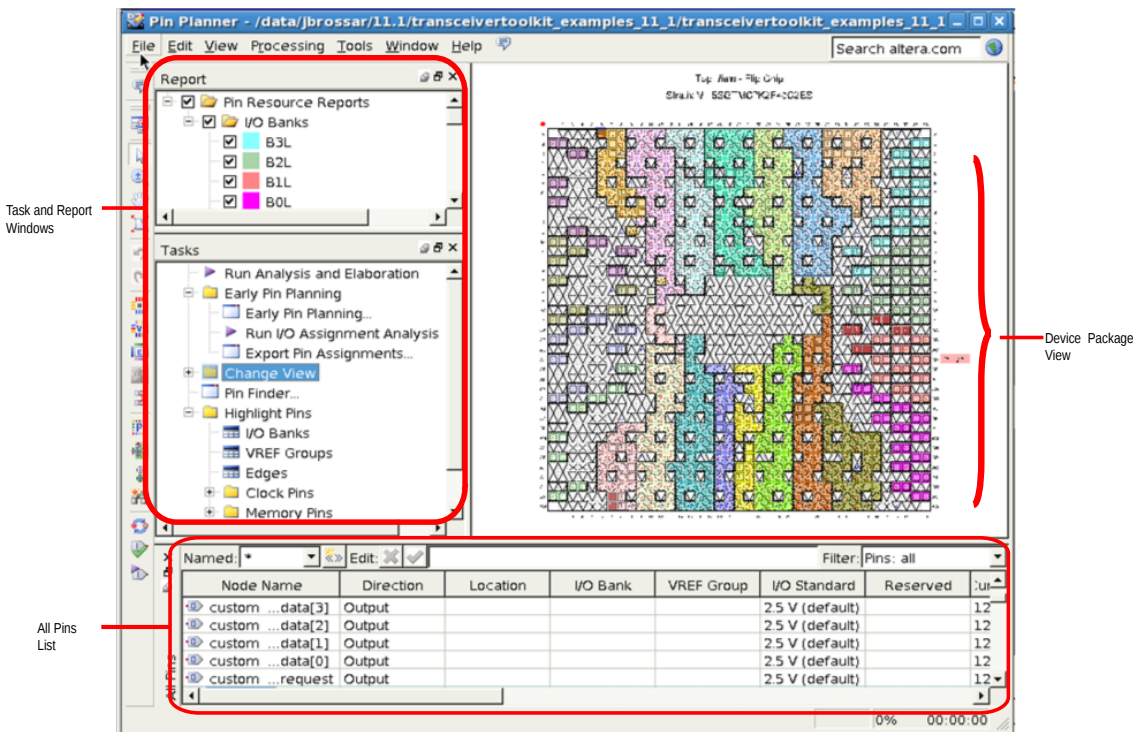 Pin Planner - /data/jbrossar/11.1/transceivertoolkit_examples_11_1/transceivertoolkit_examples_11_1
File Edit View Processing Tools Window Help
Search altera.com
Report
Pin Resource Reports
I/O Banks
B3L
B2L
B1L
B0L
Task and Report
Windows
Tasks
Run Analysis and Elaboration
Early Pin Planning
Early Pin Planning...
Run I/O Assignment Analysis
Export Pin Assignments...
Change View
Pin Finder...
Highlight Pins
I/O Banks
VREF Groups
Edges
Clock Pins
Memory Pins
Top View - Flip Chip
Device Package
View
All Pins
List
All Pins
Named: * Edit: Filter: Pins: all
Node Name Direction Location I/O Bank VREF Group I/O Standard Reserved
custom ...data[3] Output 2.5 V (default) 12
custom ...data[2] Output 2.5 V (default) 12
custom ...data[1] Output 2.5 V (default) 12
custom ...data[0] Output 2.5 V (default) 12
custom ...request Output 2.5 V (default) 12
0% 00:00:00